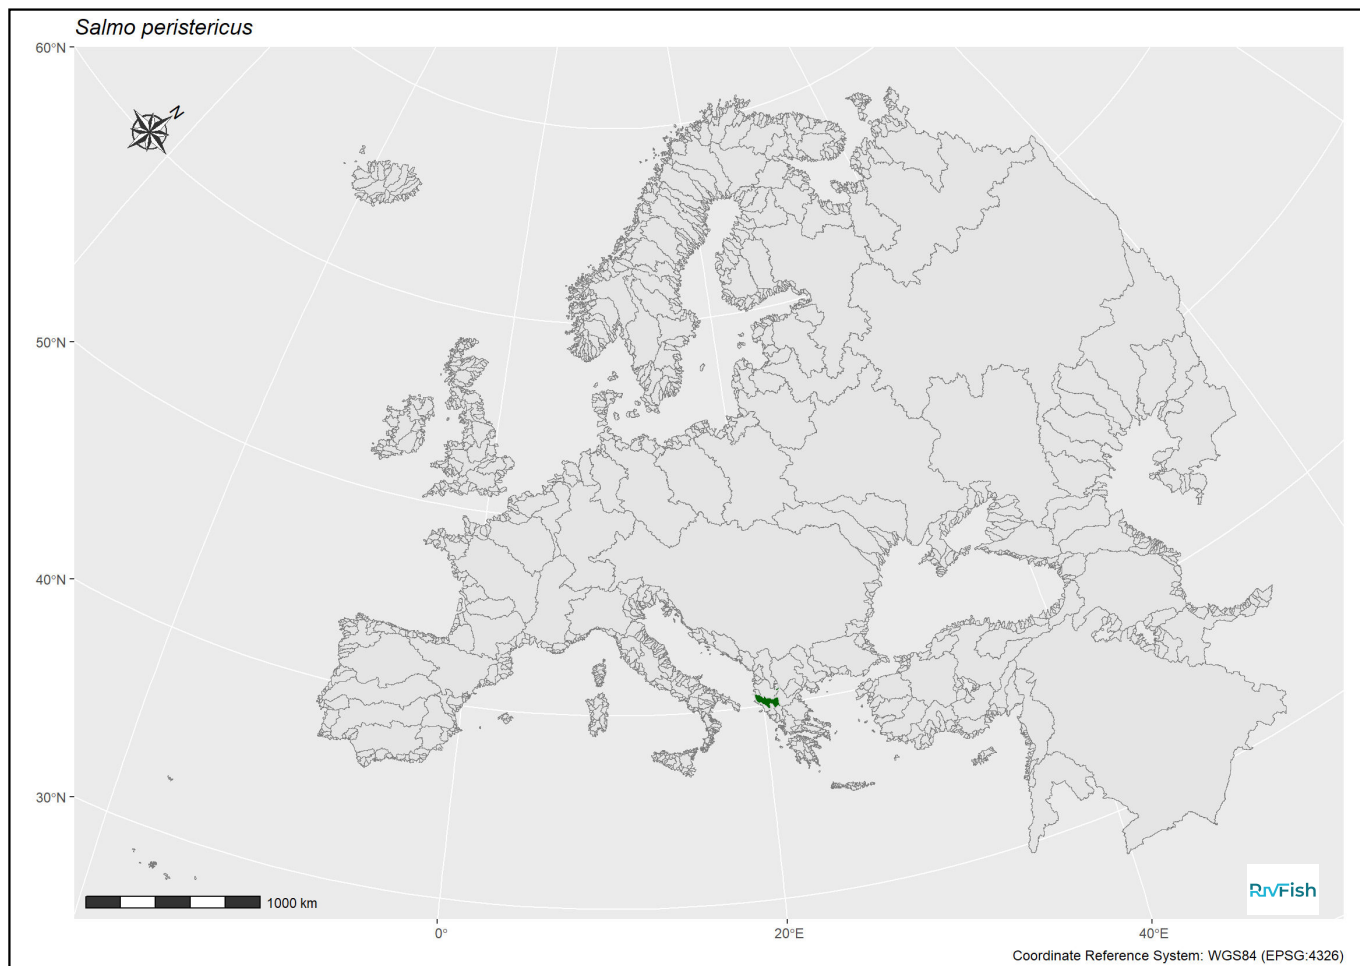 Salmo peristericus
60°N
N
50°N
40°N
30°N
1000 km
RivFish
0°
20°E
40°E
Coordinate Reference System: WGS84 (EPSG:4326)